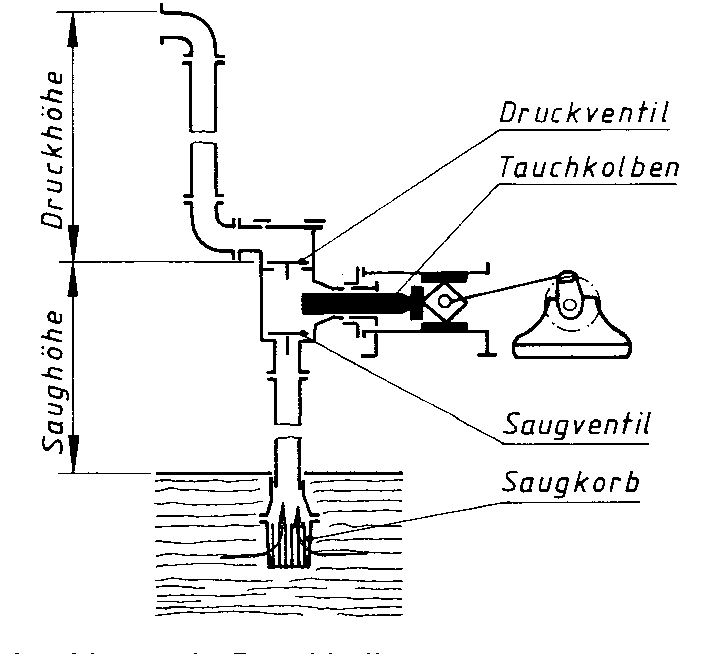 Druckhöhe
Druckventil
Tauchkolben
Saughöhe
Saugventil
Saugkorb